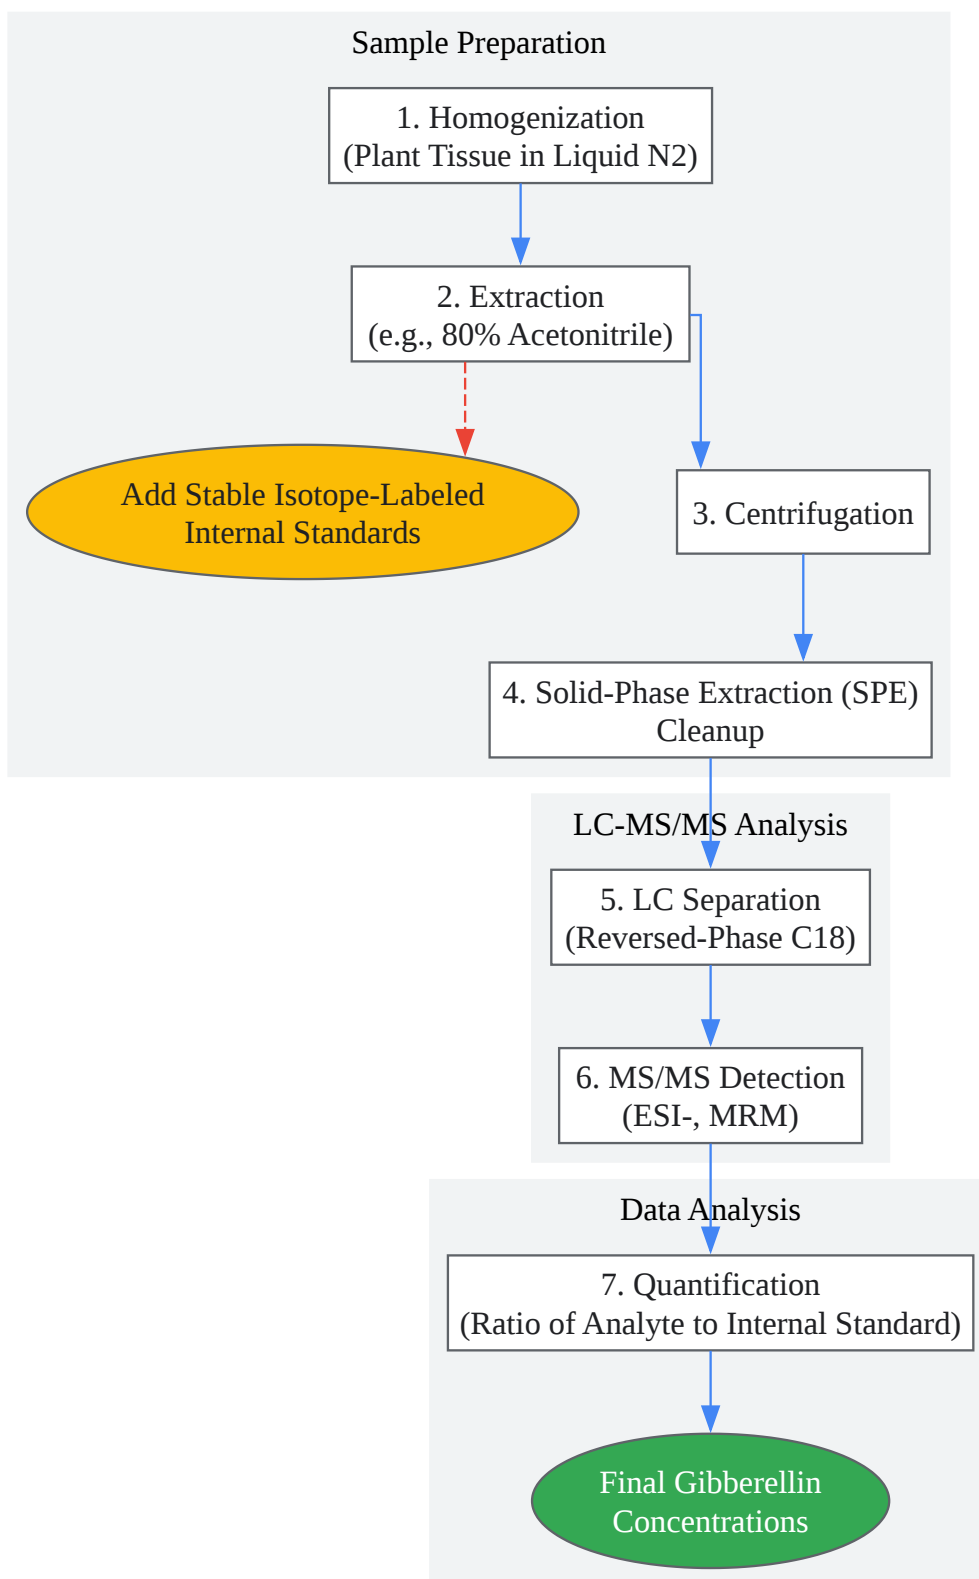 Sample Preparation
1. Homogenization
(Plant Tissue in Liquid N2)
2. Extraction
(e.g., 80% Acetonitrile)
Add Stable Isotope-Labeled
Internal Standards
3. Centrifugation
4. Solid-Phase Extraction (SPE)
Cleanup
LC-MS/MS Analysis
5. LC Separation
(Reversed-Phase C18)
6. MS/MS Detection
(ESI-, MRM)
Data Analysis
7. Quantification
(Ratio of Analyte to Internal Standard)
Final Gibberellin
Concentrations